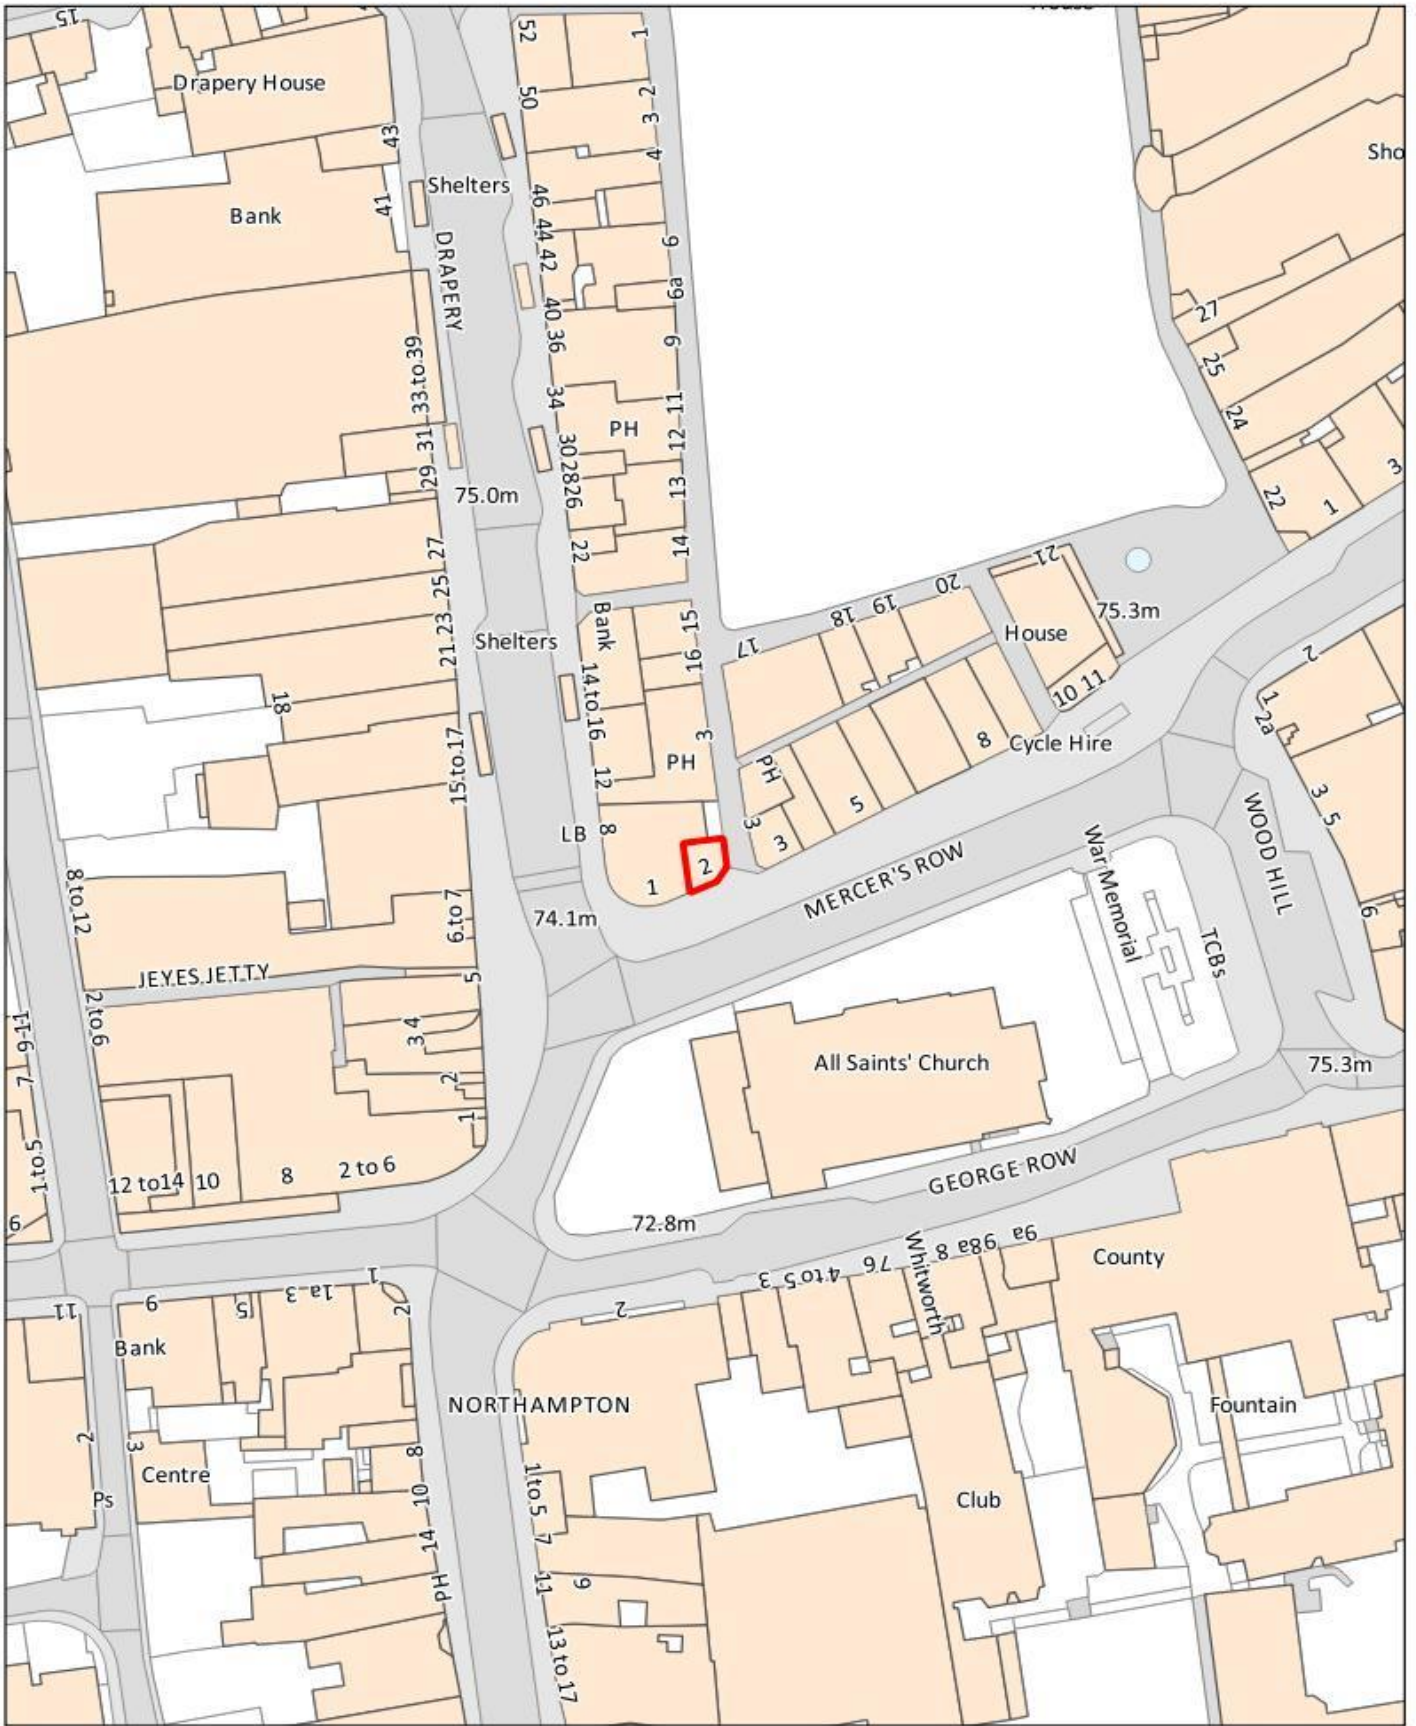 15
Drapery House
52
1
50
2
3
43
4
Shelters
Bank
41
46
44
42
6
6a
DRAPERY
40
36
9
33 to 39
34
11
PH
12
30
28
26
31
29
13
75.0m
22
14
27
25
Sho
27
25
24
22
1
3
21
20
19
18
17
House
75.3m
10
11
Bank
15
16
Shelters
23
21
18
14 to 16
3
PH
12
15 to 17
PH
8
Cycle Hire
5
3
3
LB
8
2
1
MERCER'S ROW
War Memorial
TCBs
WOOD HILL
2
1
2a
3
5
6
8 to 12
6 to 7
74.1m
JEYES JETTY
5
2 to 6
9-11
7
3 4
2
1
1 to 5
12 to14
10
8
2 to 6
6
All Saints' Church
75.3m
GEORGE ROW
72.8m
9a
98a
8
Whitworth
76
4 to 5
3
2
County
11
9
5
3
1a
1
2
Bank
NORTHAMPTON
Fountain
2
3
Centre
8
Ps
10
14
PH
1 to 5
7
11
9
13 to 17
Club